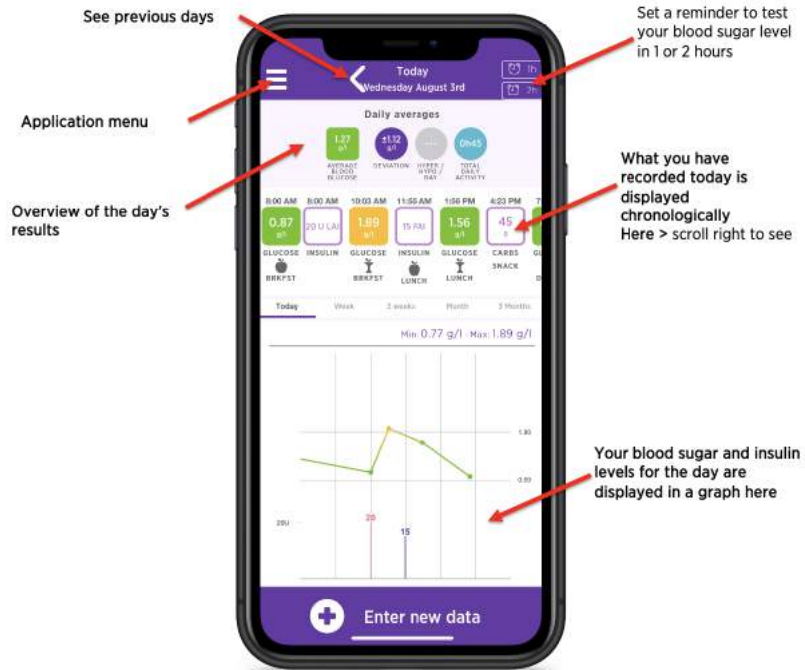 See previous days
Set a reminder to test
your blood sugar level
in 1 or 2 hours
Application menu
Overview of the day's
results
What you have
recorded today is
displayed
chronologically
Here > scroll right to see
Your blood sugar and insulin
levels for the day are
displayed in a graph here
Today
Wednesday August 3rd
1h
2h
Daily averages
1.27
g/l
±1.12
g/l
---
0h45
AVERAGE
BLOOD
GLUCOSE
DEVIATION
HYPER /
HYPO /
DAY
TOTAL
DAILY
ACTIVITY
8:00 AM 8:00 AM 10:03 AM 11:55 AM 1:56 PM 4:23 PM 7
0.87
g/l
20 U LAI
1.89
g/l
15 FAI
1.56
g/l
45
GLUCOSE INSULIN GLUCOSE INSULIN GLUCOSE CARBS
BRKFST BRKFST LUNCH LUNCH SNACK
Today Week 2 weeks Month 3 Months
Min: 0.77 g/l Max: 1.89 g/l
1.80
20U
20
15
Enter new data